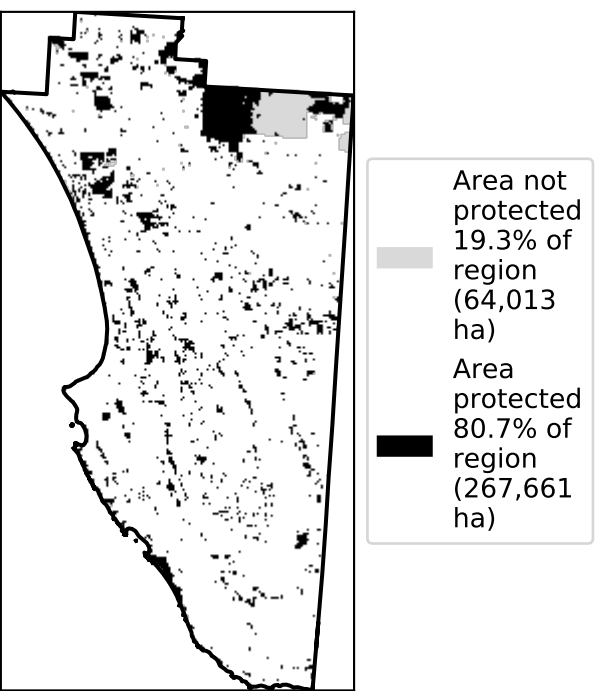 Area not
protected
19.3% of
region
(64,013
ha)
Area
protected
80.7% of
region
(267,661
ha)